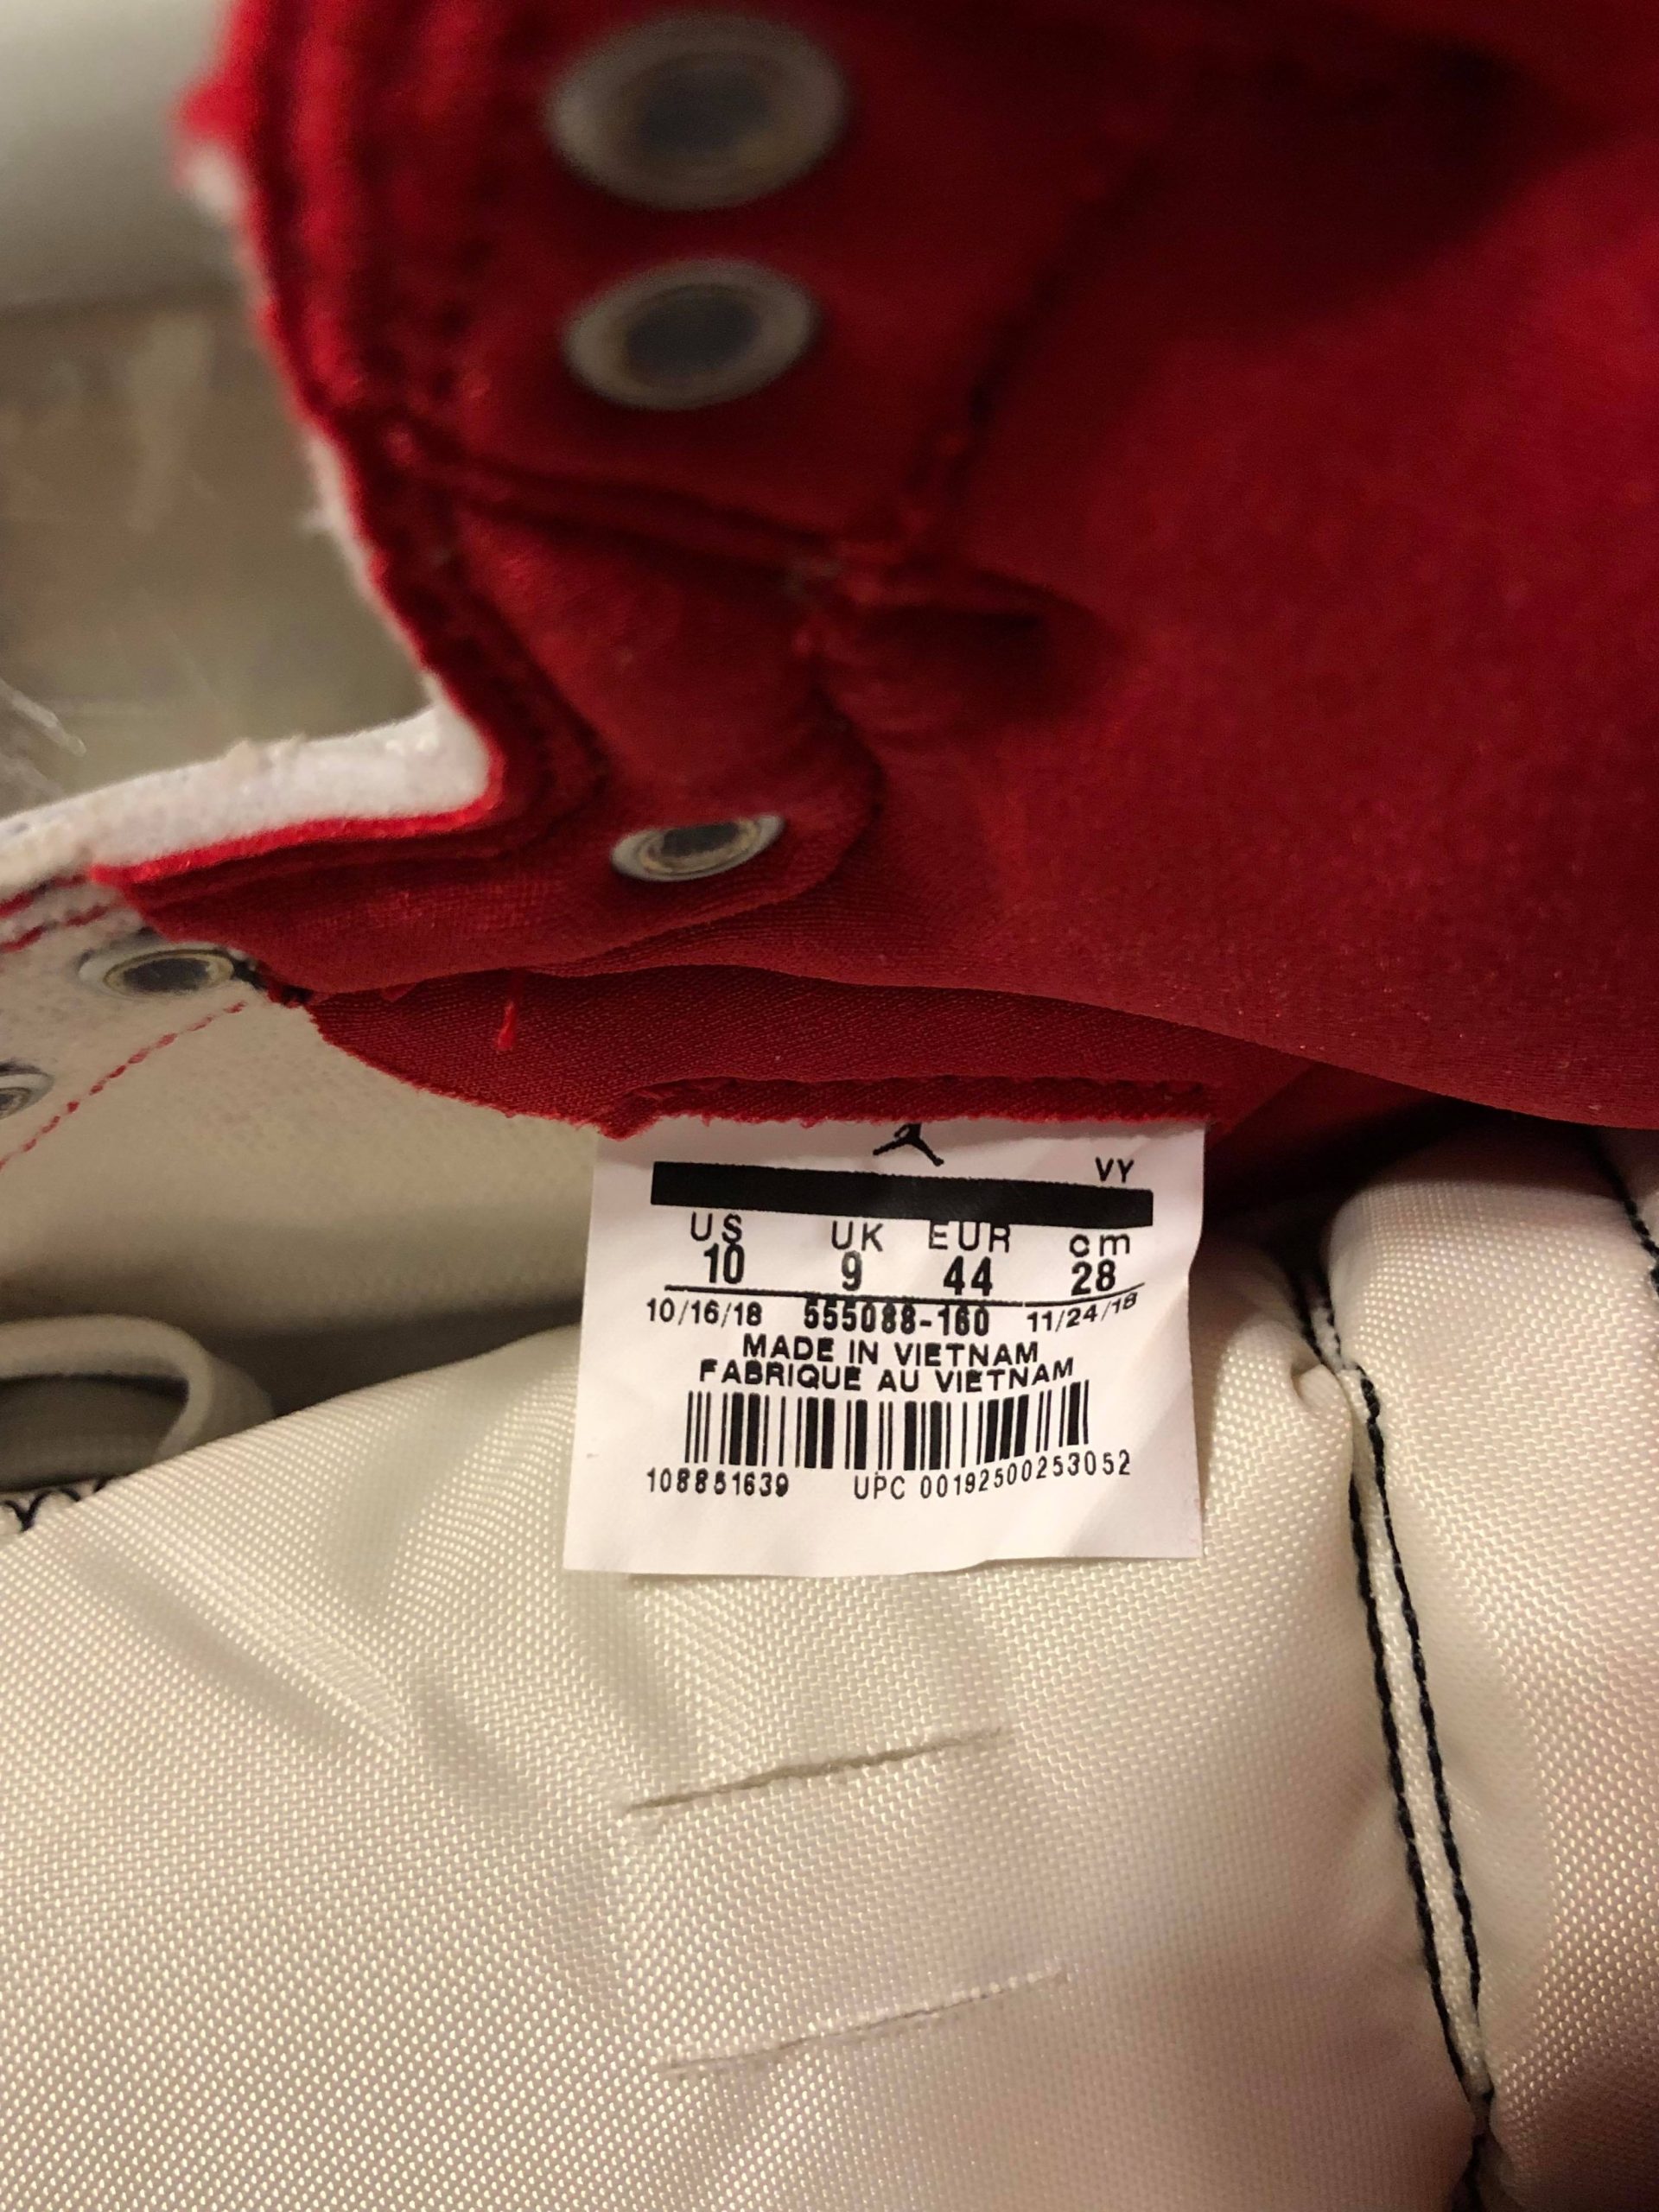 VY
US UK EUR cm
10 9 44 28
10/16/18 555088-160 11/24/18
MADE IN VIETNAM
FABRIQUE AU VIETNAM
108851639 UPC 00192500253052